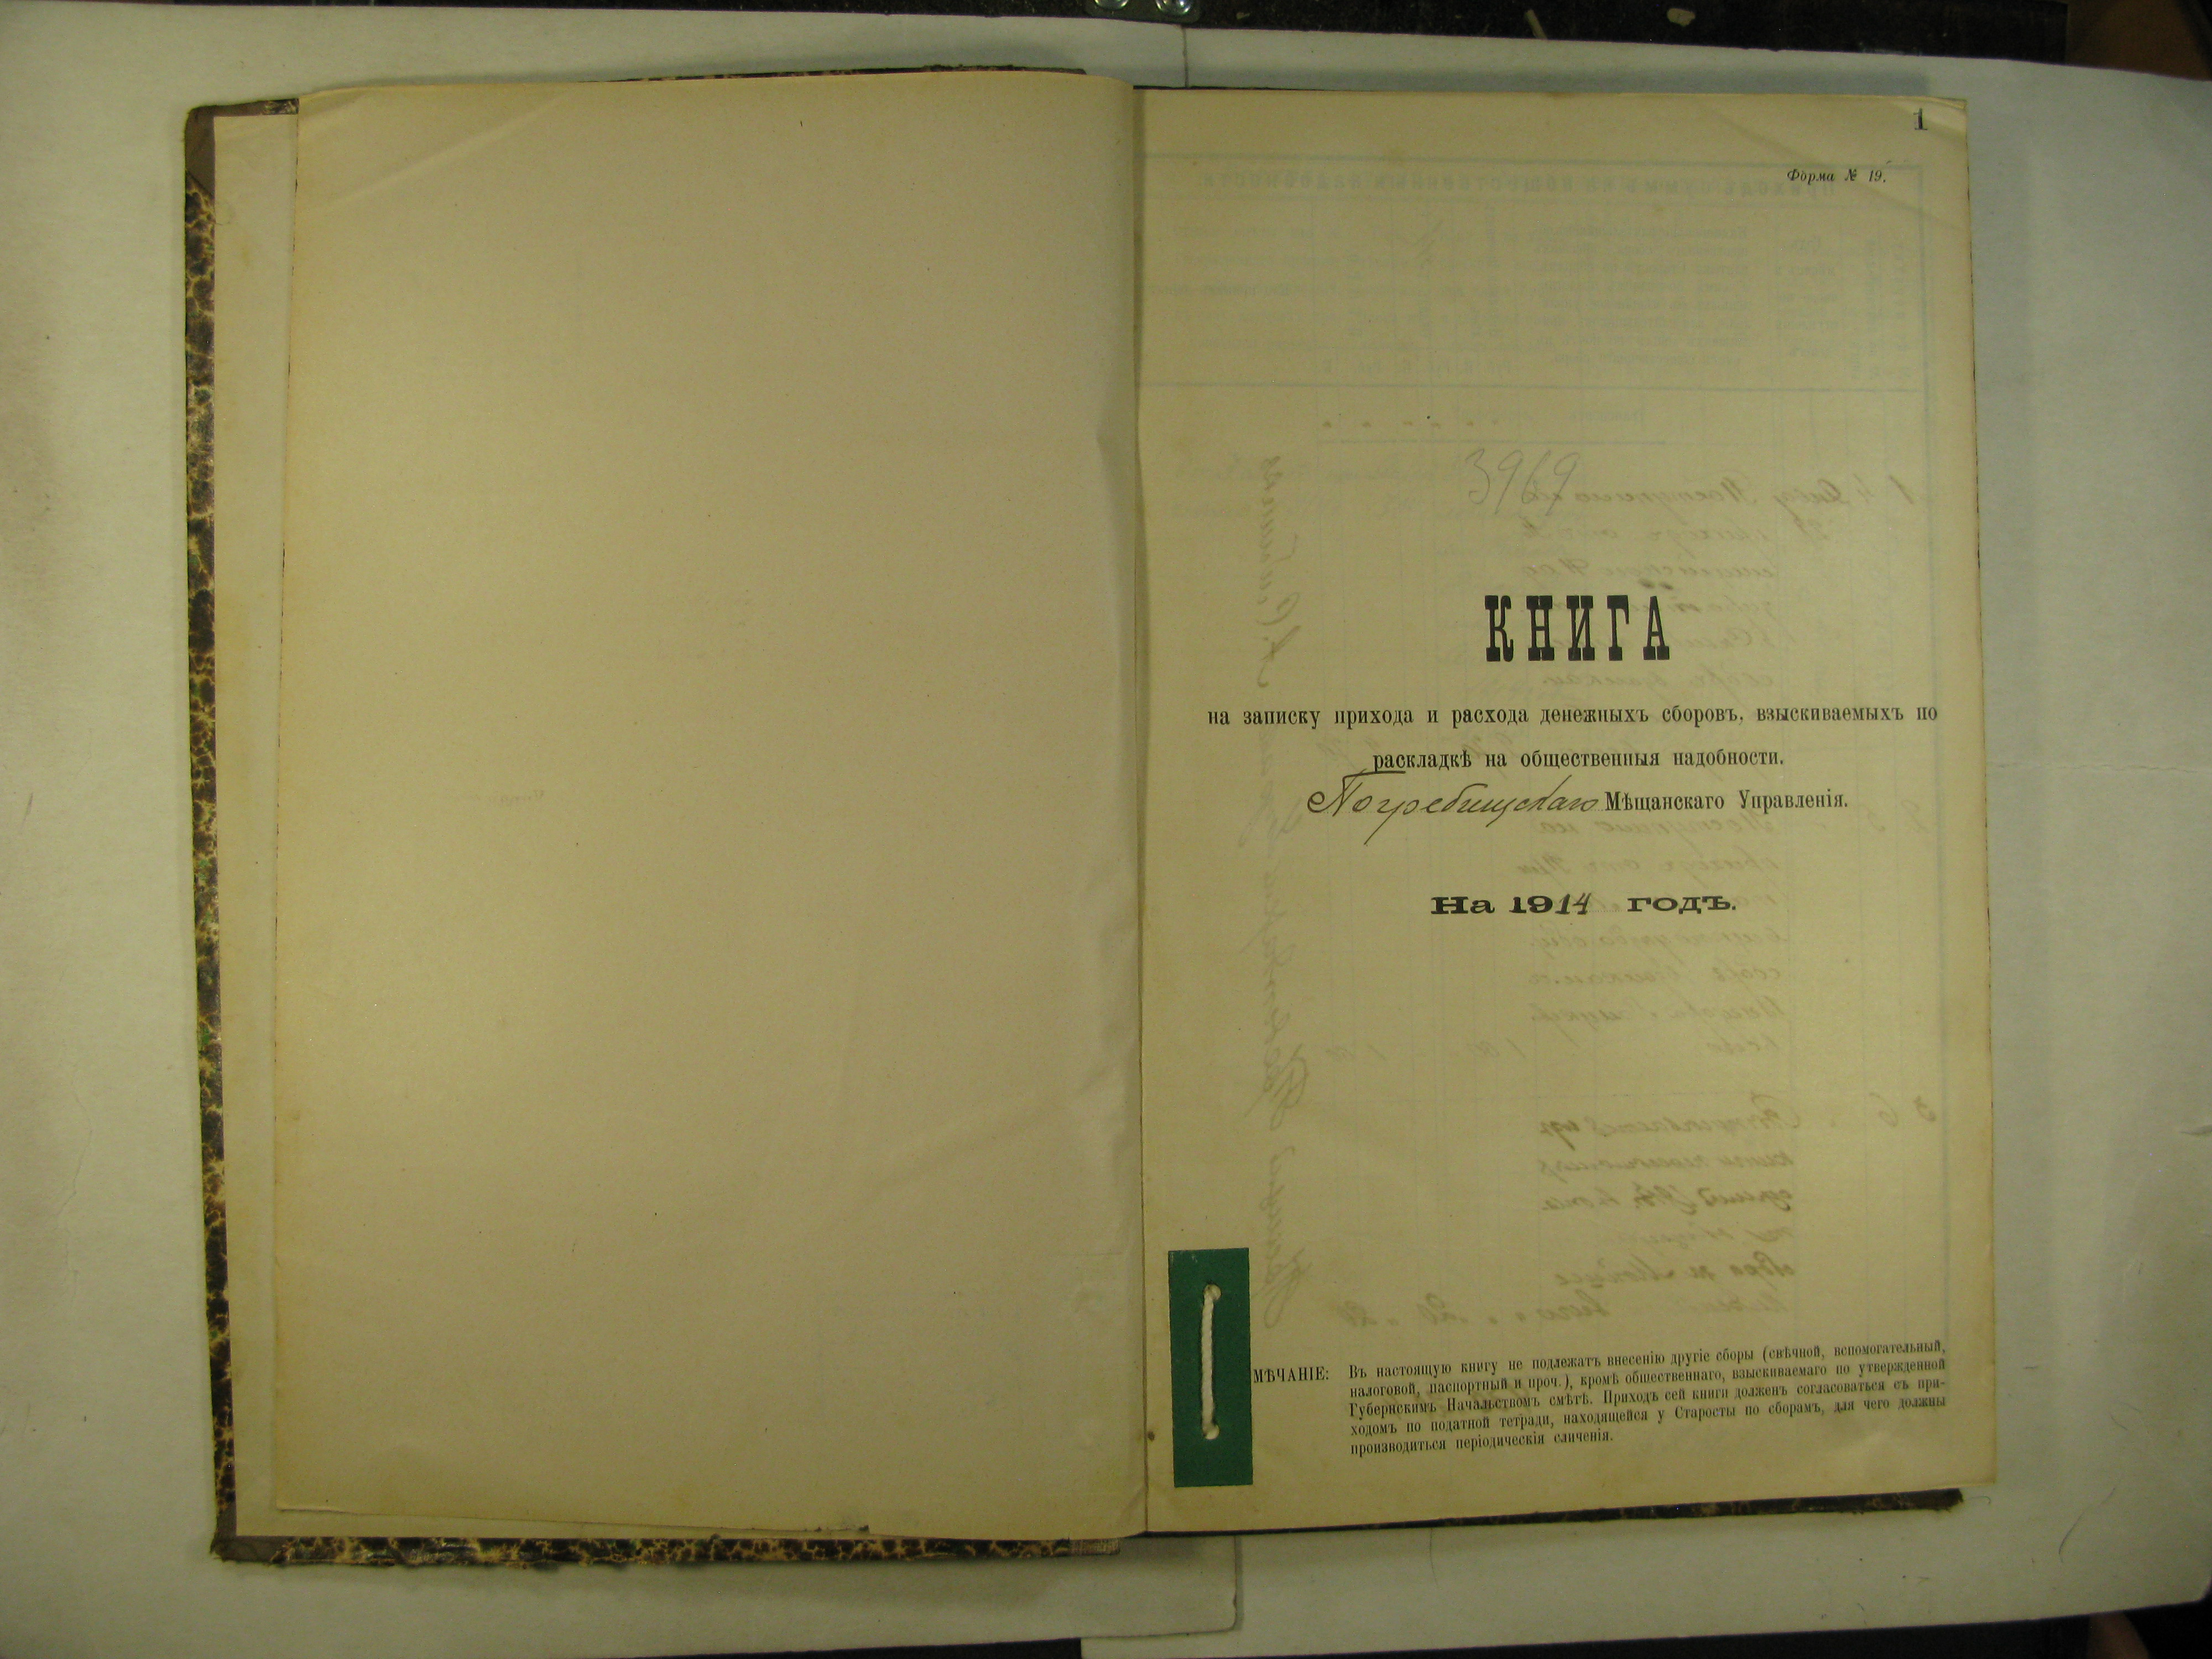 1
Форма № 19.
3969
КНИГА
на записку прихода и расхода денежныхъ сборовъ, взыскиваемыхъ по
раскладкѣ на общественныя надобности.
Погребищскаго Мѣщанскаго Управленія.
На 1914 годъ.
МѢЧАНІЕ: Въ настоящую книгу не подлежатъ внесенію другіе сборы (свѣчной, вспомогательный,
налоговой, паспортный и проч.), кромѣ общественнаго, взыскиваемаго по утвержденной
Губернскимъ Начальствомъ смѣтѣ. Приходъ сей книги долженъ согласоваться съ при-
ходомъ по податной тетради, находящейся у Старосты по сборамъ, для чего должны
производиться періодическія сличенія.